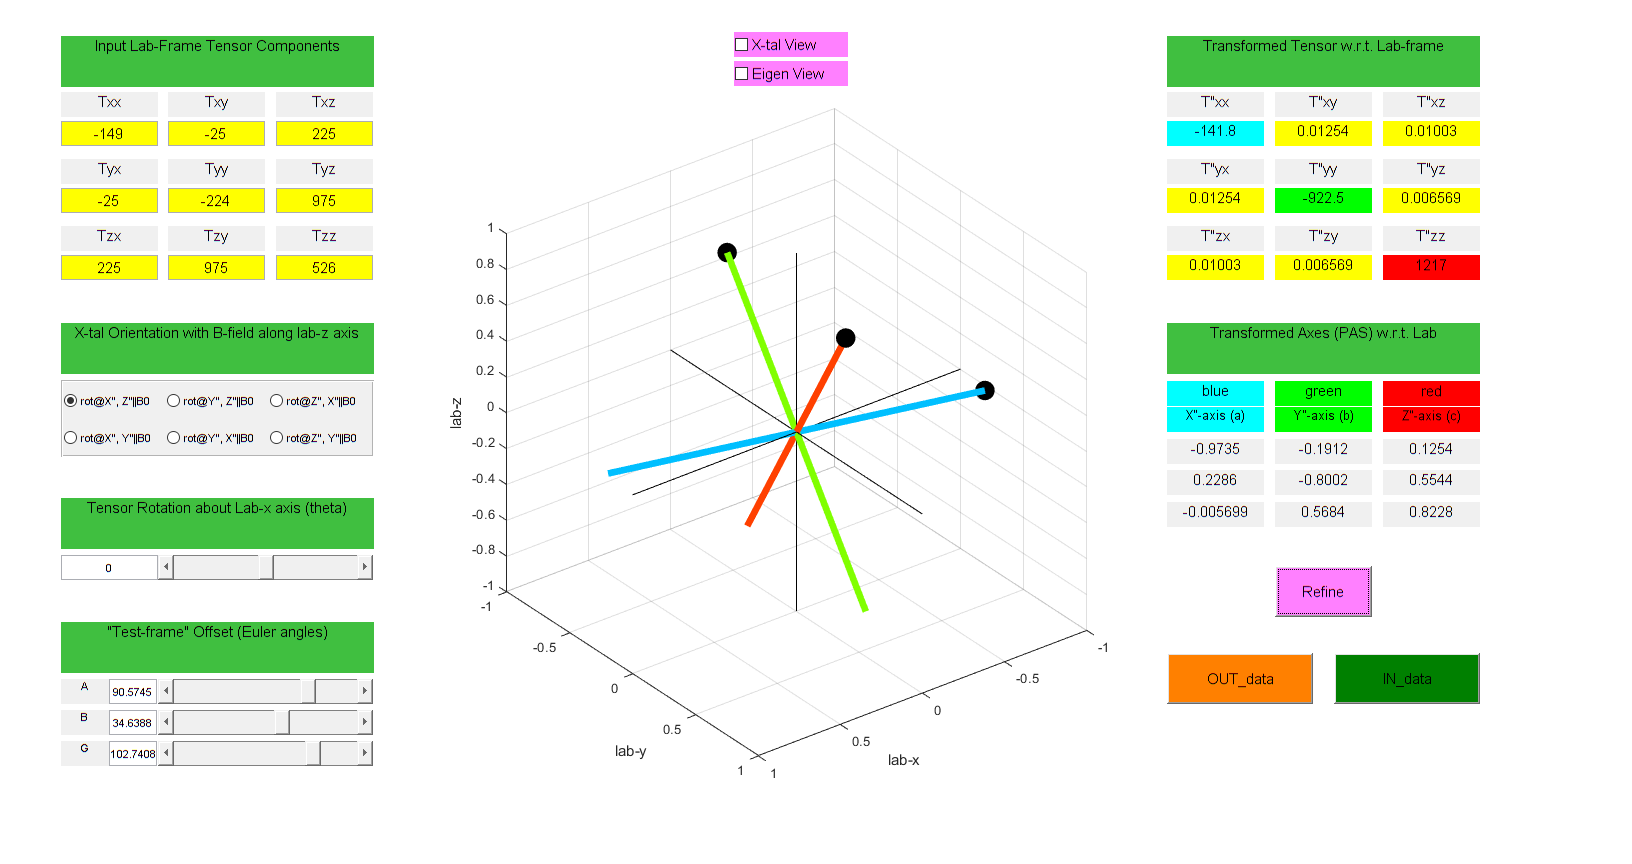 Input Lab-Frame Tensor Components
Txx Txy Txz
-149 -25 225
Tyx Tyy Tyz
-25 -224 975
Tzx Tzy Tzz
225 975 526
X-tal Orientation with B-field along lab-z axis
rot@X", Z"||B0 rot@Y", Z"||B0 rot@Z", X"||B0
rot@X", Y"||B0 rot@Y", X"||B0 rot@Z", Y"||B0
Tensor Rotation about Lab-x axis (theta)
0
"Test-frame" Offset (Euler angles)
A 90.5745
B 34.6388
G 102.7408
X-tal View
Eigen View
lab-z
1
0.8
0.6
0.4
0.2
0
-0.2
-0.4
-0.6
-0.8
-1
-1
-0.5
0
0.5
1
lab-y
1
0.5
0
-0.5
-1
lab-x
Transformed Tensor w.r.t. Lab-frame
T"xx T"xy T"xz
-141.8 0.01254 0.01003
T"yx T"yy T"yz
0.01254 -922.5 0.006569
T"zx T"zy T"zz
0.01003 0.006569 1217
Transformed Axes (PAS) w.r.t. Lab
blue green red
X"-axis (a) Y"-axis (b) Z"-axis (c)
-0.9735 -0.1912 0.1254
0.2286 -0.8002 0.5544
-0.005699 0.5684 0.8228
Refine
OUT_data IN_data